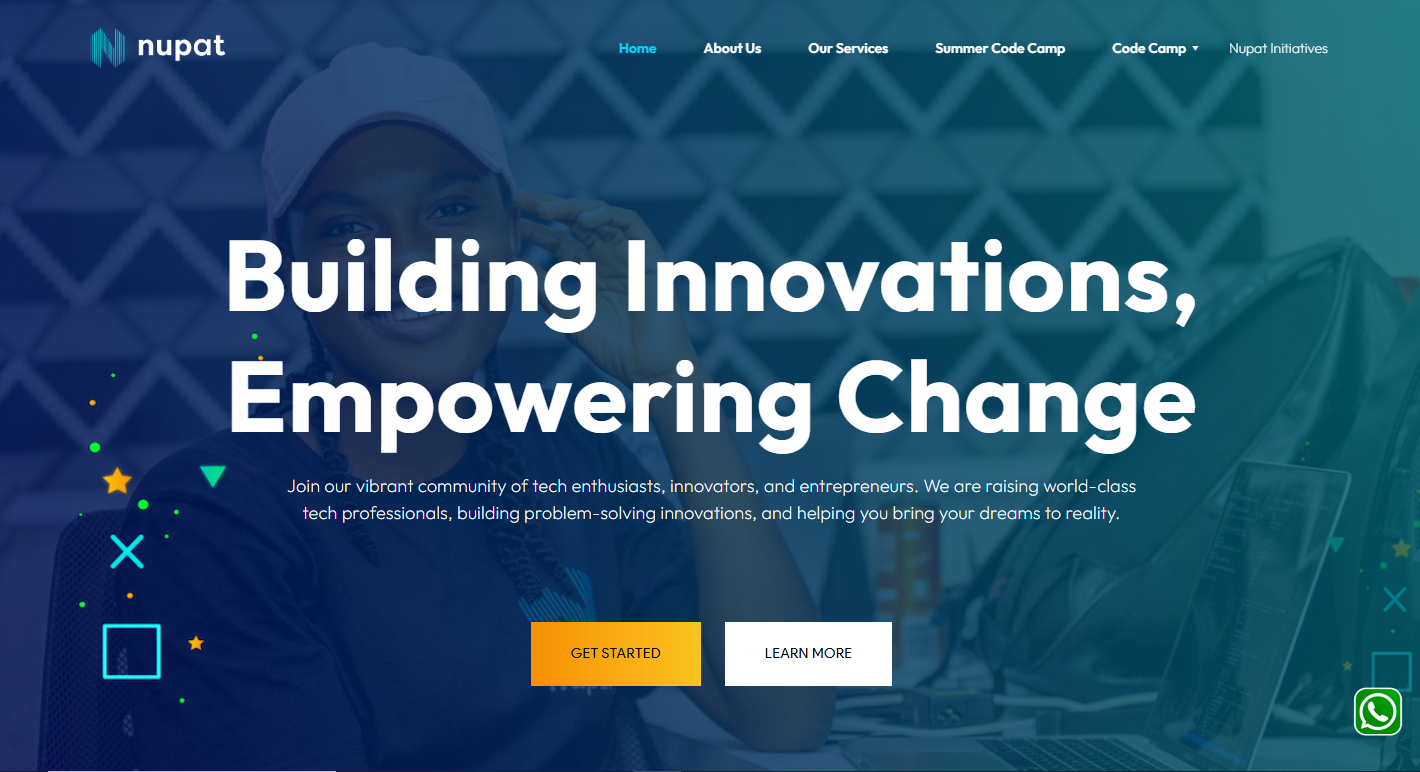 nupat
Home About Us Our Services Summer Code Camp Code Camp Nupat Initiatives
Building Innovations,
Empowering Change
Join our vibrant community of tech enthusiasts, innovators, and entrepreneurs. We are raising world-class
tech professionals, building problem-solving innovations, and helping you bring your dreams to reality.
GET STARTED LEARN MORE